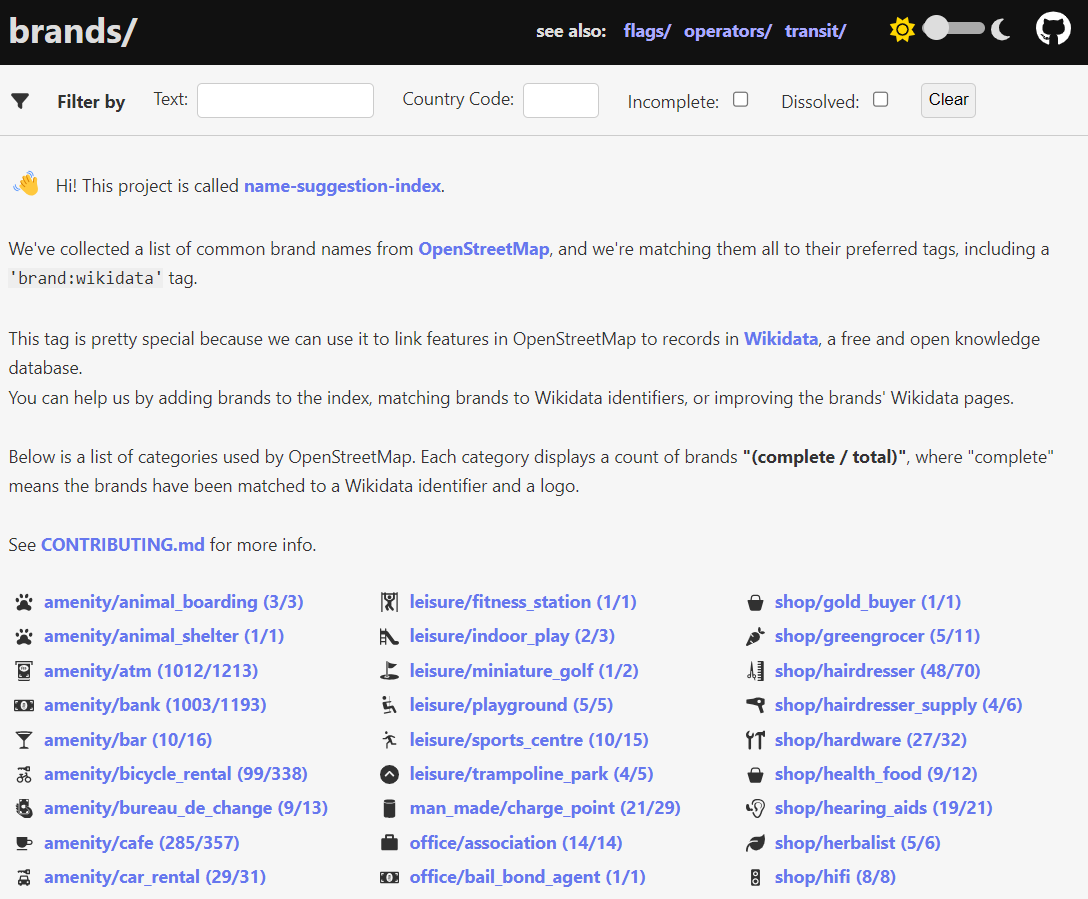 brands/
see also: flags/ operators/ transit/
Filter by Text: Country Code: Incomplete: Dissolved: Clear
Hi! This project is called name-suggestion-index.
We've collected a list of common brand names from OpenStreetMap, and we're matching them all to their preferred tags, including a
'brand:wikidata' tag.
This tag is pretty special because we can use it to link features in OpenStreetMap to records in Wikidata, a free and open knowledge
database.
You can help us by adding brands to the index, matching brands to Wikidata identifiers, or improving the brands' Wikidata pages.
Below is a list of categories used by OpenStreetMap. Each category displays a count of brands "(complete / total)", where "complete"
means the brands have been matched to a Wikidata identifier and a logo.
See CONTRIBUTING.md for more info.
amenity/animal_boarding (3/3)
amenity/animal_shelter (1/1)
amenity/atm (1012/1213)
amenity/bank (1003/1193)
amenity/bar (10/16)
amenity/bicycle_rental (99/338)
amenity/bureau_de_change (9/13)
amenity/cafe (285/357)
amenity/car_rental (29/31)
leisure/fitness_station (1/1)
leisure/indoor_play (2/3)
leisure/miniature_golf (1/2)
leisure/playground (5/5)
leisure/sports_centre (10/15)
leisure/trampoline_park (4/5)
man_made/charge_point (21/29)
office/association (14/14)
office/bail_bond_agent (1/1)
shop/gold_buyer (1/1)
shop/greengrocer (5/11)
shop/hairdresser (48/70)
shop/hairdresser_supply (4/6)
shop/hardware (27/32)
shop/health_food (9/12)
shop/hearing_aids (19/21)
shop/herbalist (5/6)
shop/hifi (8/8)